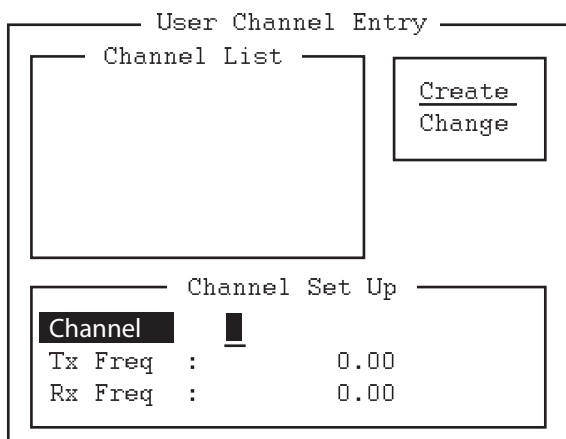 User Channel Entry
Channel List
Create
Change
Channel Set Up
Channel
Tx Freq : 0.00
Rx Freq : 0.00